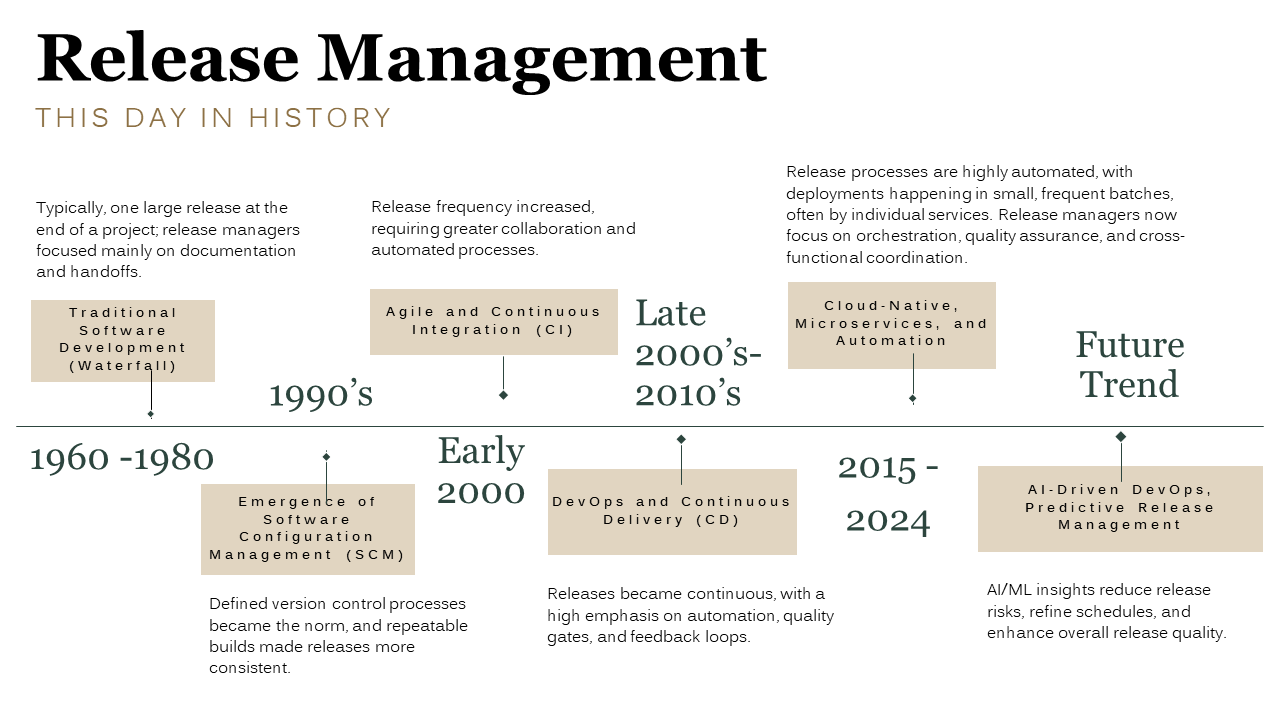 Release Management
THIS DAY IN HISTORY
Typically, one large release at the
end of a project; release managers
focused mainly on documentation
and handoffs.
Traditional
Software
Development
(Waterfall)
1960 -1980
1990’s
Emergence of
Software
Configuration
Management (SCM)
Defined version control processes
became the norm, and repeatable
builds made releases more
consistent.
Release frequency increased,
requiring greater collaboration and
automated processes.
Agile and Continuous
Integration (CI)
Early
2000
Late
2000’s-
2010’s
DevOps and Continuous
Delivery (CD)
Releases became continuous, with a
high emphasis on automation, quality
gates, and feedback loops.
Release processes are highly automated, with
deployments happening in small, frequent batches,
often by individual services. Release managers now
focus on orchestration, quality assurance, and cross-
functional coordination.
Cloud-Native,
Microservices, and
Automation
2015 -
2024
Future
Trend
AI-Driven DevOps,
Predictive Release
Management
AI/ML insights reduce release
risks, refine schedules, and
enhance overall release quality.